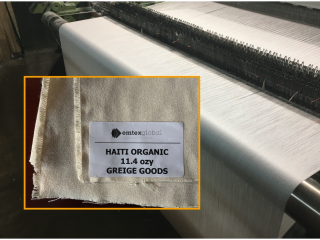 emtexglobal
HAITI ORGANIC
11.4 ozy
GREIGE GOODS